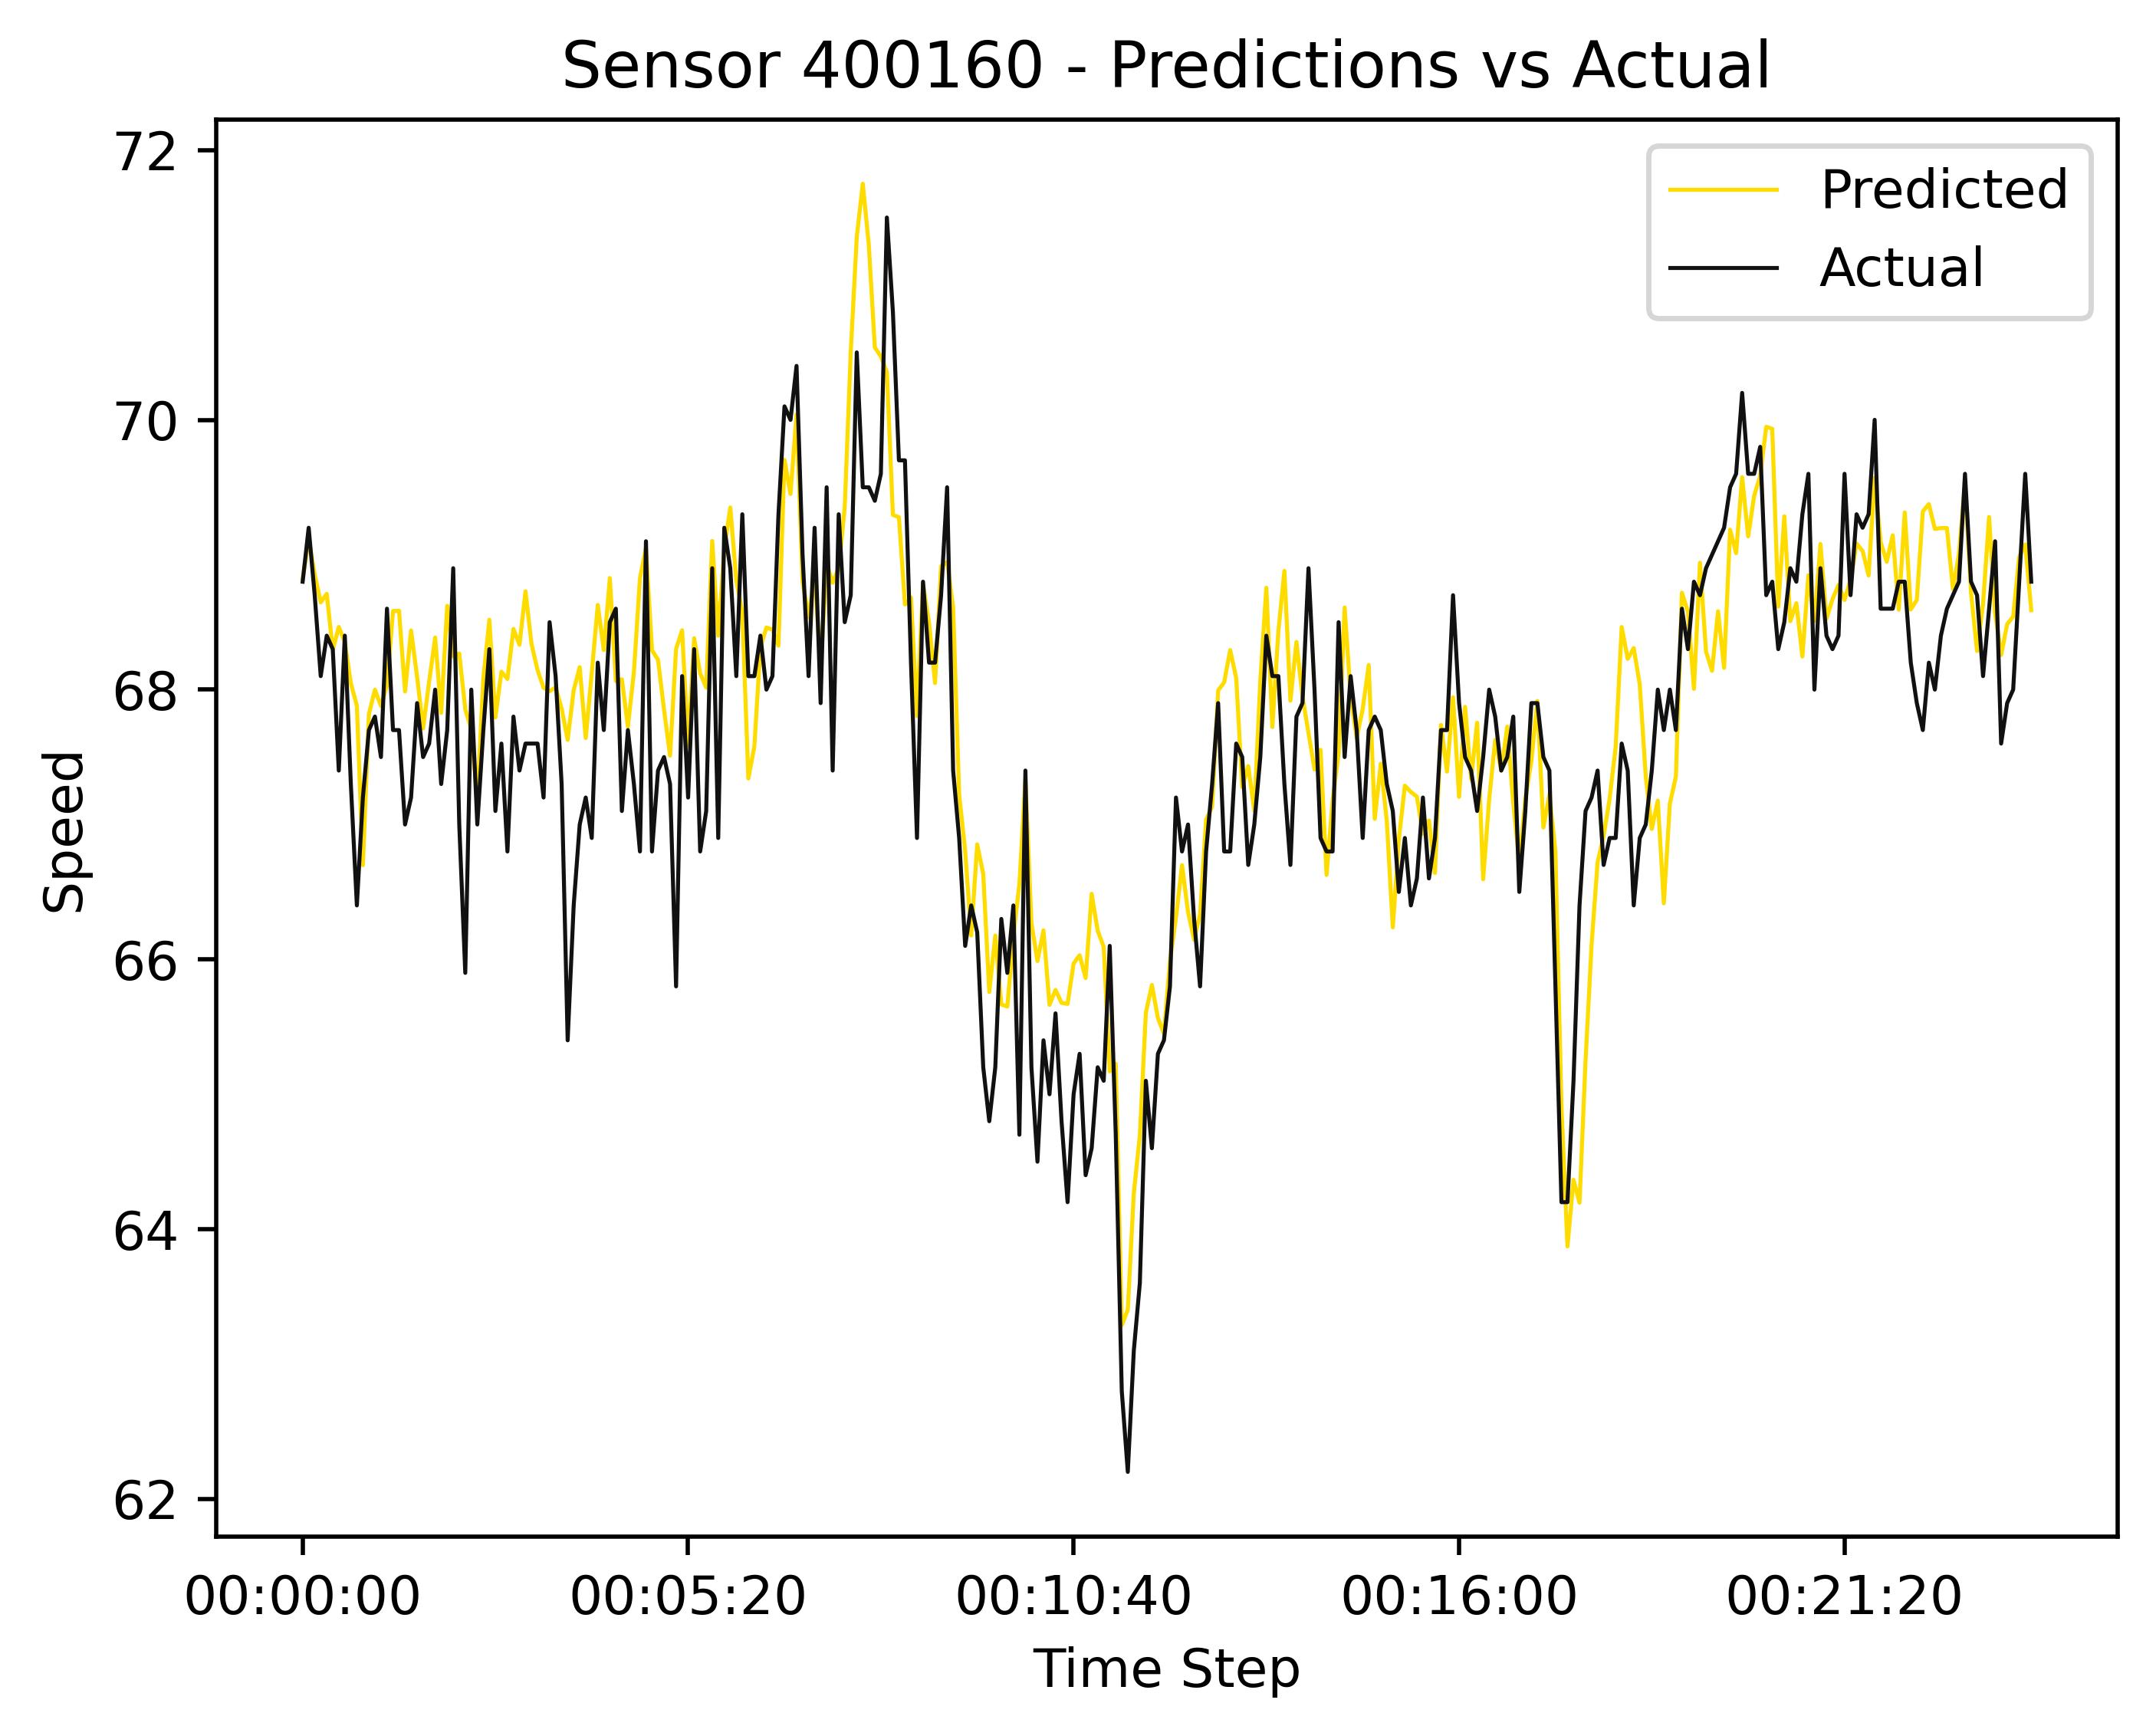 Sensor 400160 - Predictions vs Actual
72
70
68
66
64
62
Speed
Predicted
Actual
00:00:00 00:05:20 00:10:40 00:16:00 00:21:20
Time Step